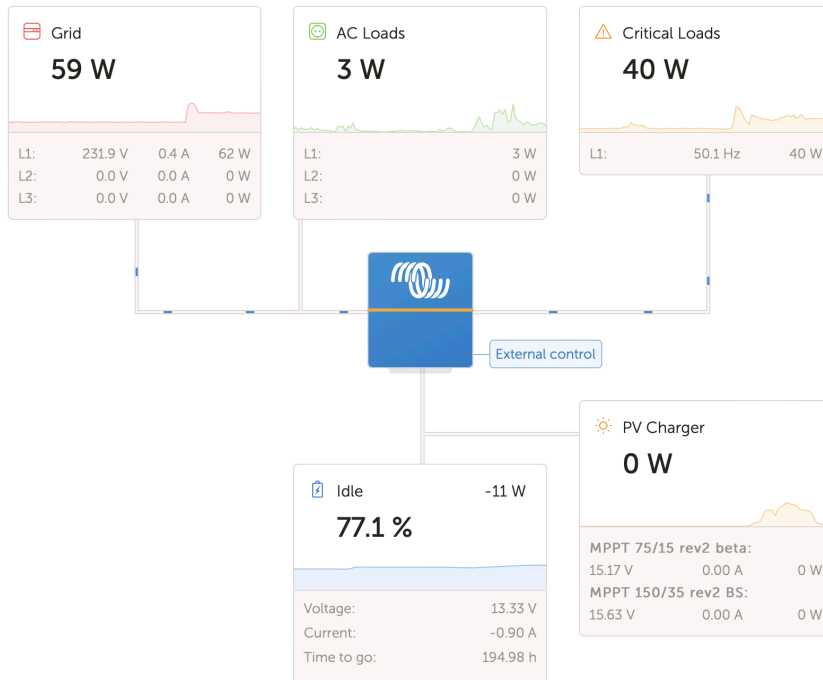 Grid
59 W
L1: 231.9 V 0.4 A 62 W
L2: 0.0 V 0.0 A 0 W
L3: 0.0 V 0.0 A 0 W
AC Loads
3 W
L1: 3 W
L2: 0 W
L3: 0 W
Critical Loads
40 W
L1: 50.1 Hz 40 W
External control
Idle -11 W
77.1 %
Voltage: 13.33 V
Current: -0.90 A
Time to go: 194.98 h
PV Charger
0 W
MPPT 75/15 rev2 beta:
15.17 V 0.00 A 0 W
MPPT 150/35 rev2 BS:
15.63 V 0.00 A 0 W